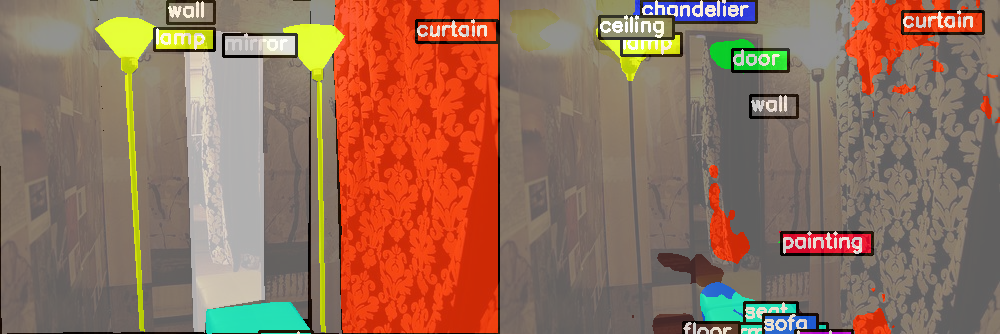 wall
lamp
mirror
curtain
chandelier
ceiling
lamp
door
curtain
wall
painting
seat
sofa
floor